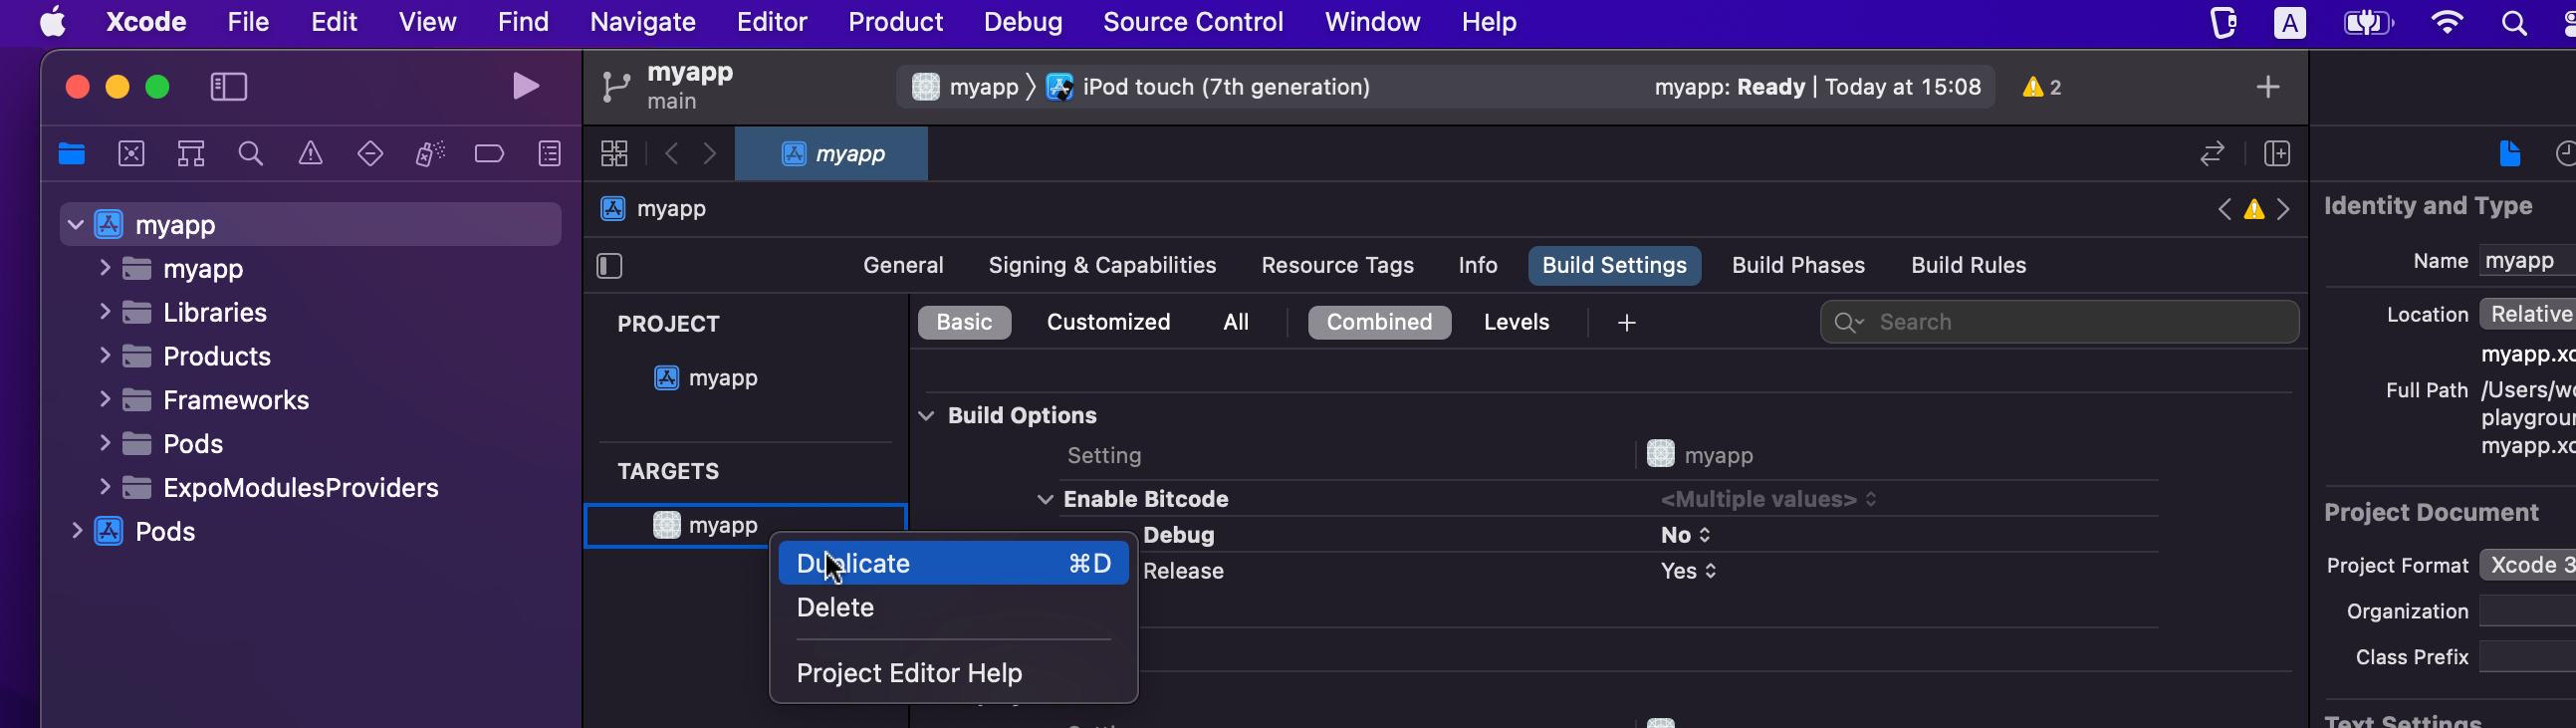 Xcode File Edit View Find Navigate Editor Product Debug Source Control Window Help A
myapp
main
myapp iPod touch (7th generation) myapp: Ready | Today at 15:08 2
myapp
myapp
General Signing & Capabilities Resource Tags Info Build Settings Build Phases Build Rules
myapp
myapp
Libraries
Products
Frameworks
Pods
ExpoModulesProviders
Pods
PROJECT
myapp
TARGETS
myapp
Basic Customized All Combined Levels + Search
Build Options
Setting myapp
Enable Bitcode <Multiple values>
Debug No
Release Yes
Duplicate ⌘D
Delete
Project Editor Help
Identity and Type
Name myapp
Location Relative
myapp.xc
Full Path /Users/w
playgrou
myapp.xc
Project Document
Project Format Xcode 3
Organization
Class Prefix
Text Settings